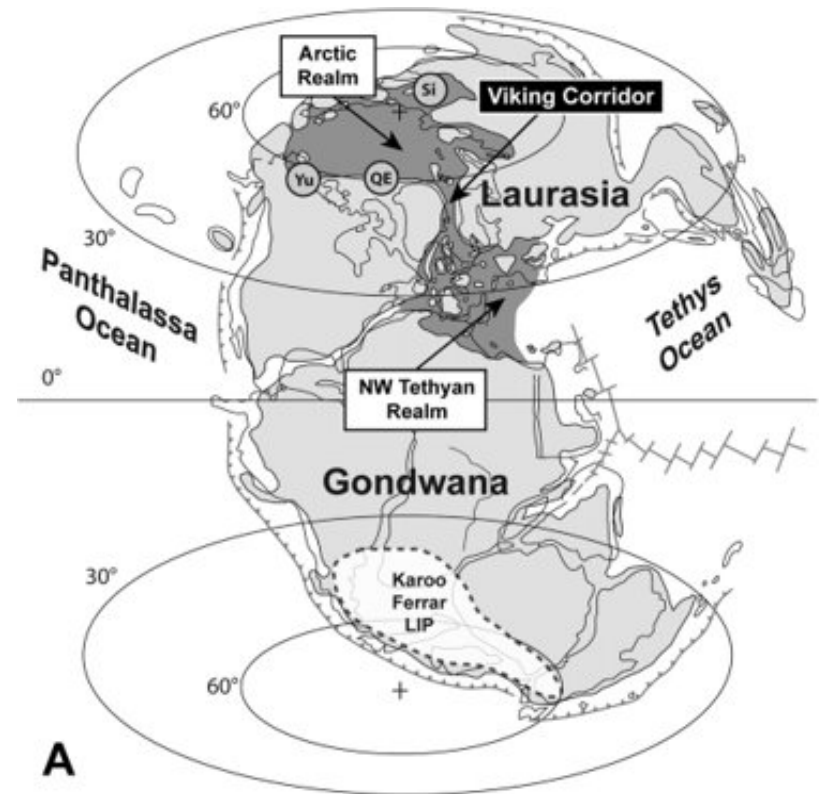 Arctic
Realm
Si
Viking Corridor
60°
Yu
QE
Laurasia
30°
Panthalassa
Ocean
Tethys
Ocean
0°
NW Tethyan
Realm
Gondwana
30°
Karoo
Ferrar
LIP
60°
A